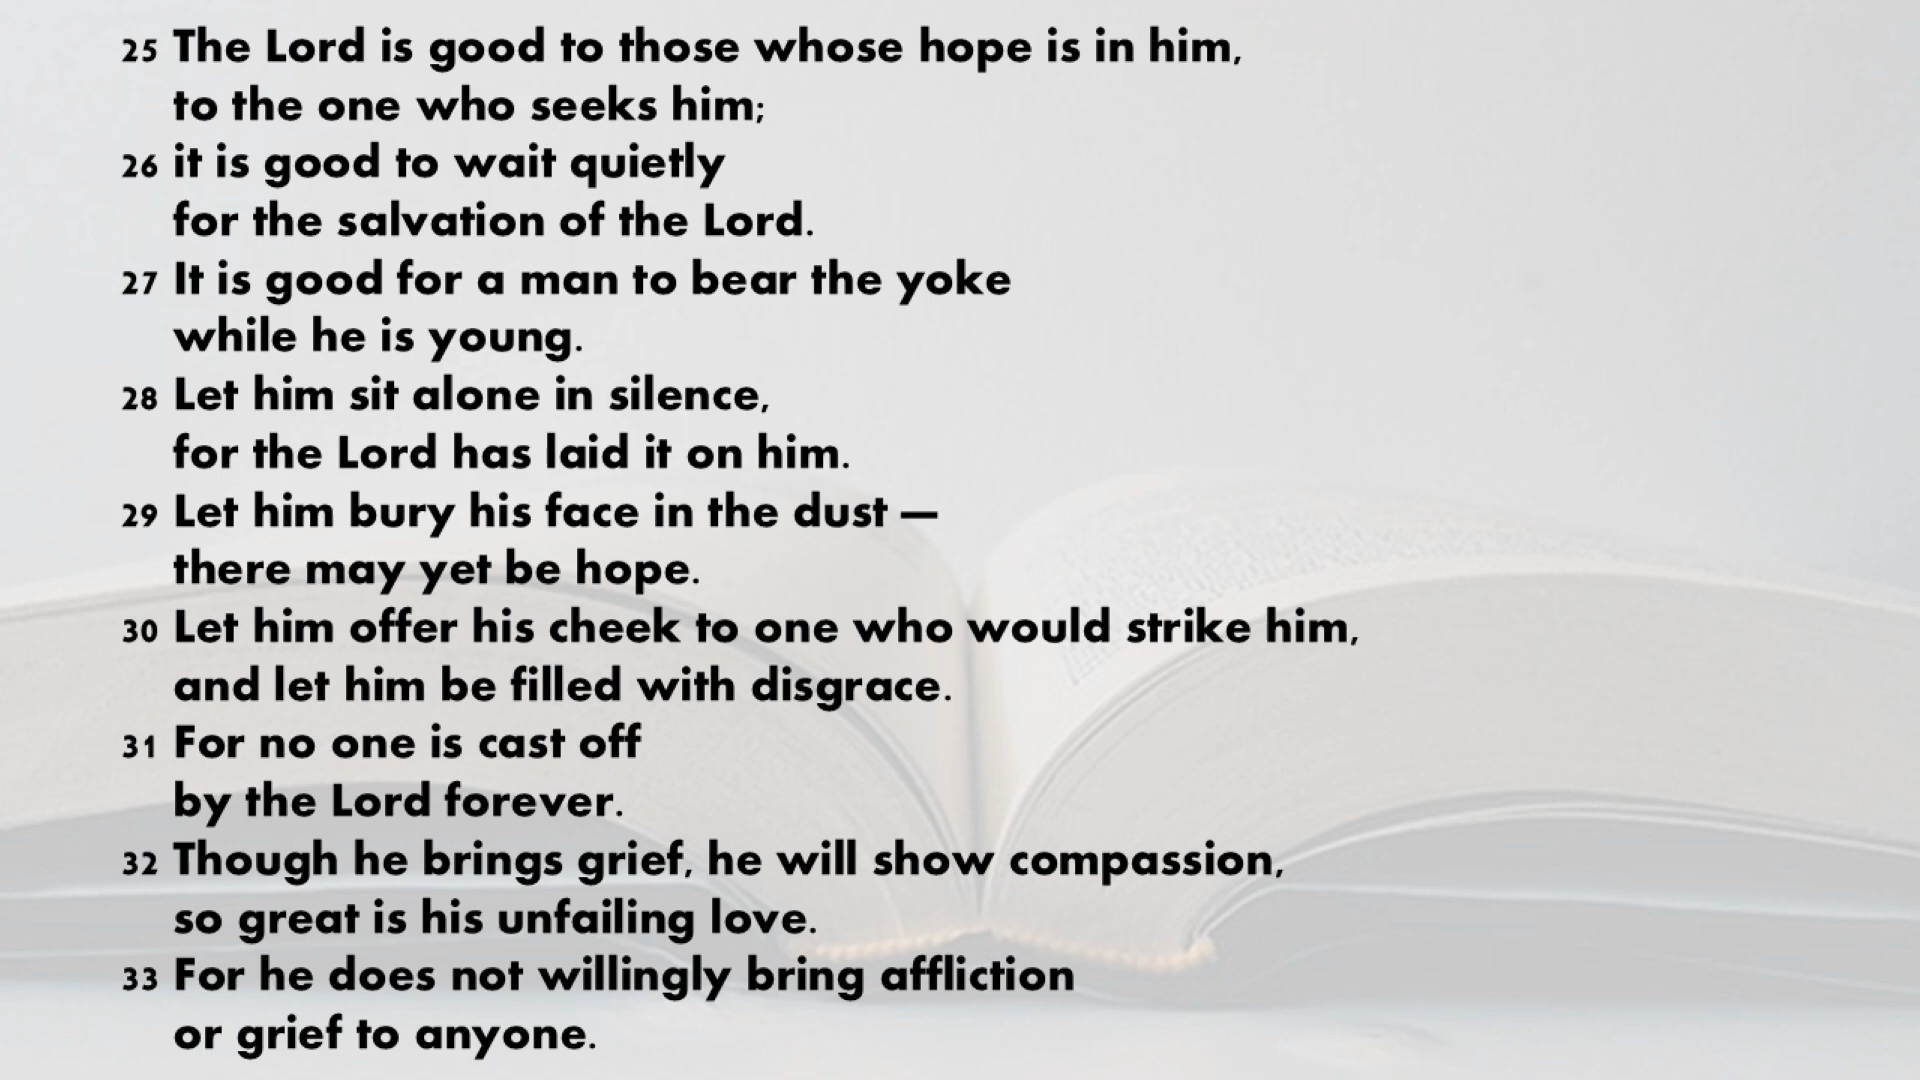 25 The Lord is good to those whose hope is in him,
to the one who seeks him;
26 it is good to wait quietly
for the salvation of the Lord.
27 It is good for a man to bear the yoke
while he is young.
28 Let him sit alone in silence,
for the Lord has laid it on him.
29 Let him bury his face in the dust —
there may yet be hope.
30 Let him offer his cheek to one who would strike him,
and let him be filled with disgrace.
31 For no one is cast off
by the Lord forever.
32 Though he brings grief, he will show compassion,
so great is his unfailing love.
33 For he does not willingly bring affliction
or grief to anyone.